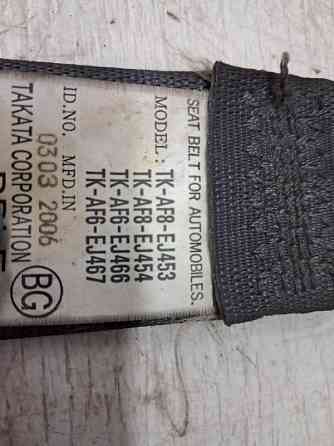 SEAT BELT FOR AUTOMOBILES.
MODEL: TK-AF8-EJ453
TK-AF8-EJ454
TK-AF6-EJ466
TK-AF6-EJ467
I.D.NO. MFD.IN
0303 2006
TAKATA CORPORATION
BG